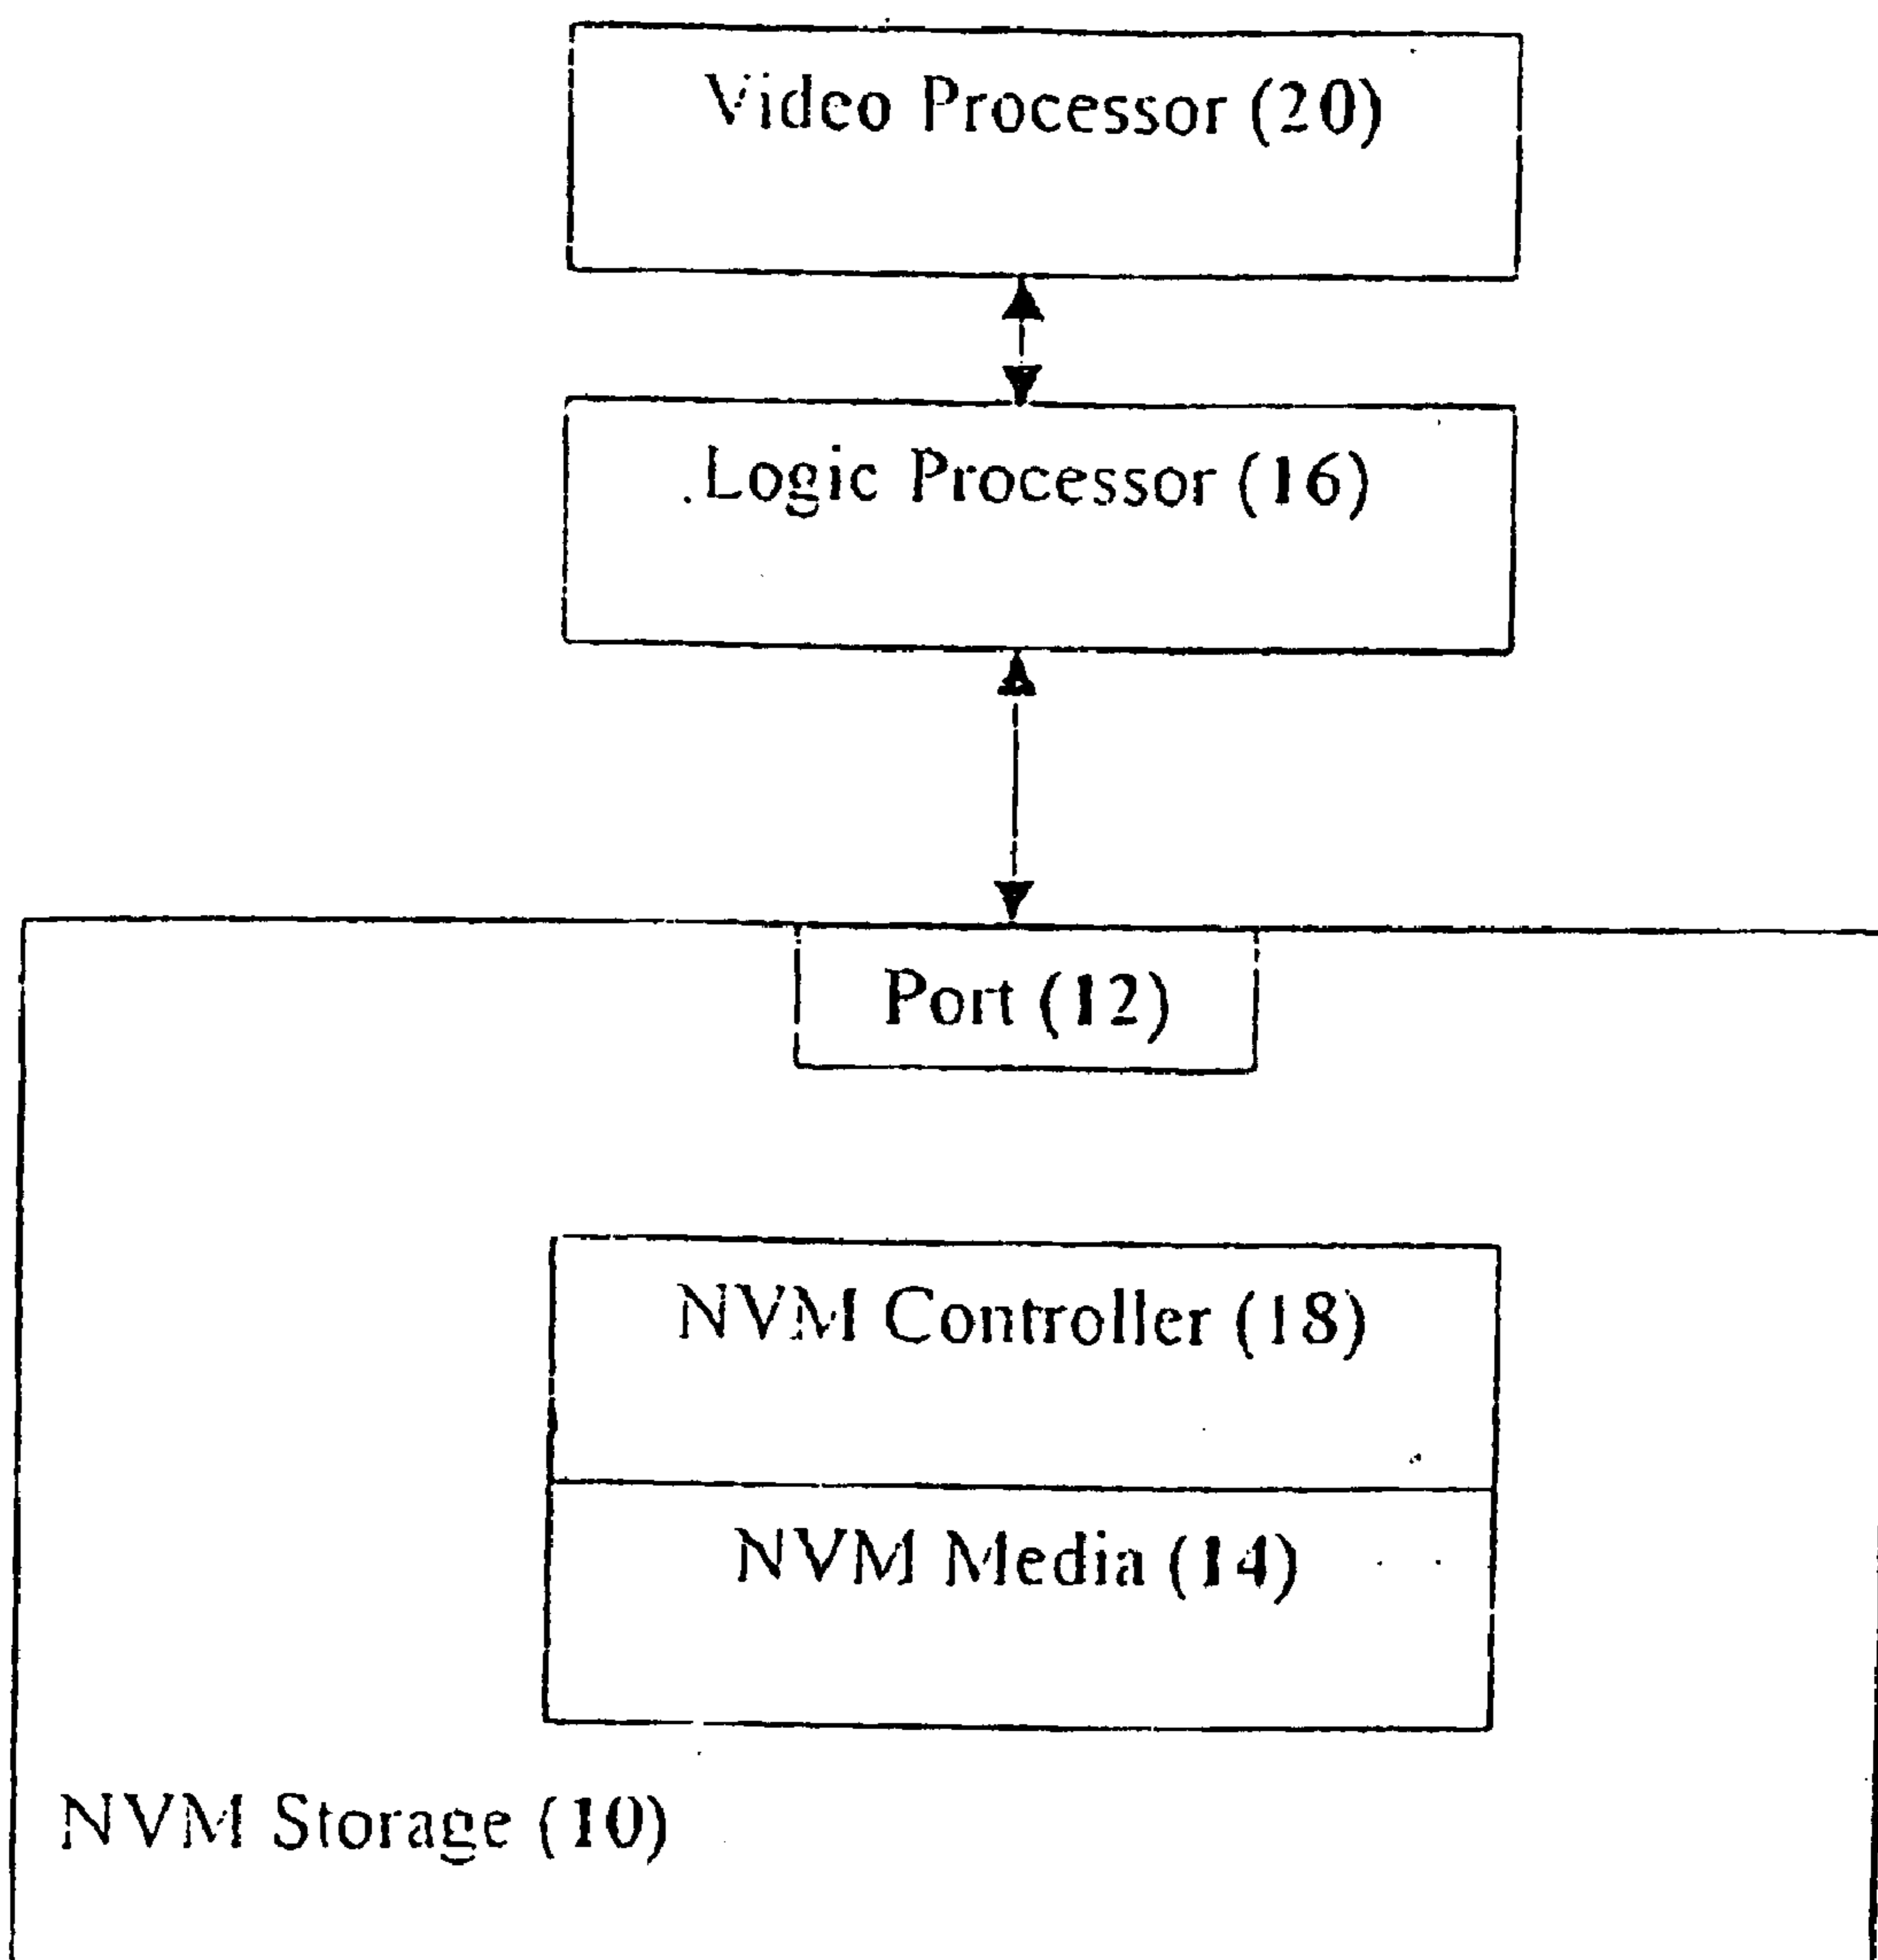 Video Processor (20)
Logic Processor (16)
Port (12)
NVM Controller (18)
NVM Media (14)
NVM Storage (10)